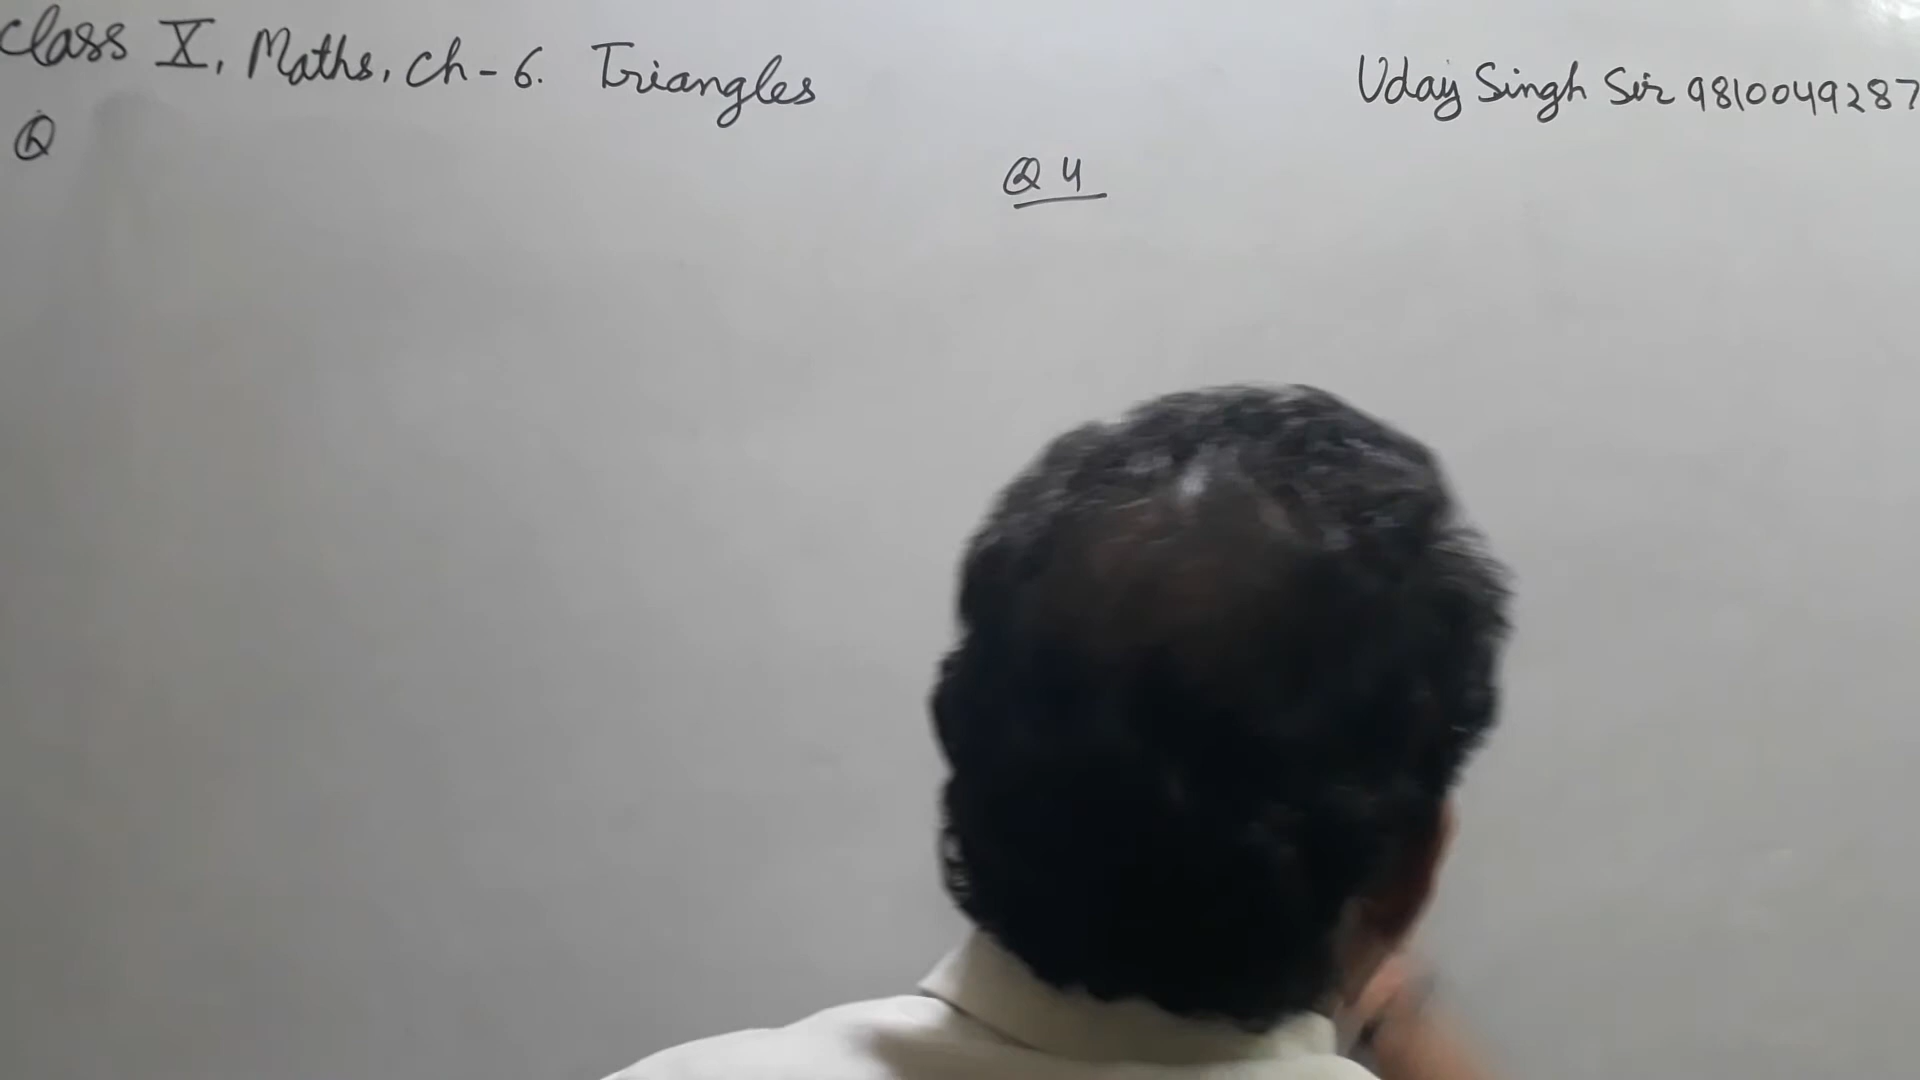 Class X, Maths, Ch-6. Triangles
Uday Singh Sir 9810049287
Q
Q 4